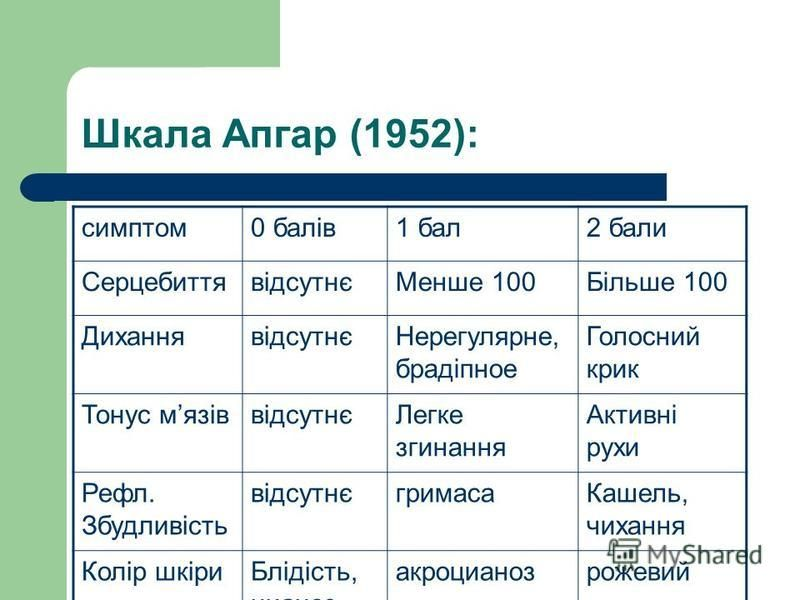 Шкала Апгар (1952):
симптом 0 балів 1 бал 2 бали
Серцебиття відсутнє Менше 100 Більше 100
Дихання відсутнє Нерегулярне, Голосний
брадіпное крик
Тонус м’язів відсутнє Легке Активні
згинання рухи
Рефл. відсутнє гримаса Кашель,
Збудливість чихання
Колір шкіри Блідість, акроцианоз рожевий
MyShared